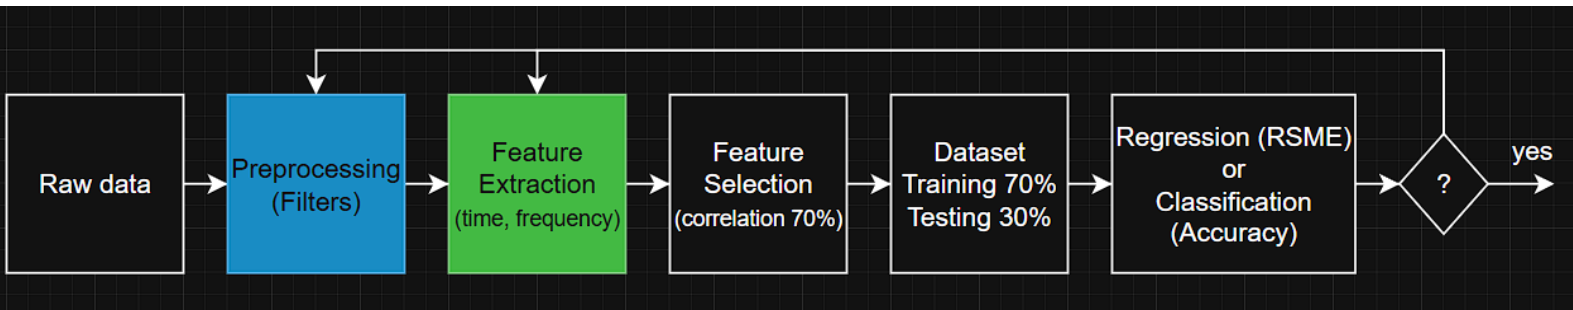 Raw data
Preprocessing
(Filters)
Feature
Extraction
(time, frequency)
Feature
Selection
(correlation 70%)
Dataset
Training 70%
Testing 30%
Regression (RSME)
or
Classification
(Accuracy)
?
yes